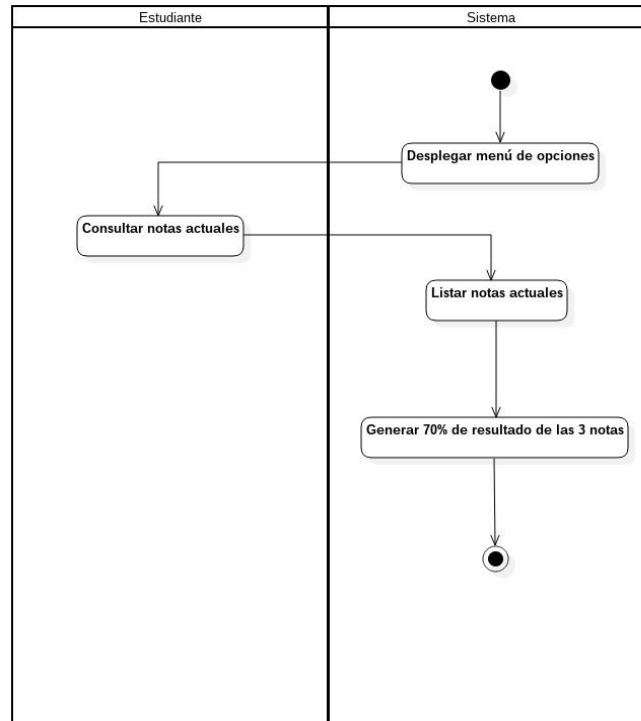 Estudiante
Sistema
Desplegar menú de opciones
Consultar notas actuales
Listar notas actuales
Generar 70% de resultado de las 3 notas